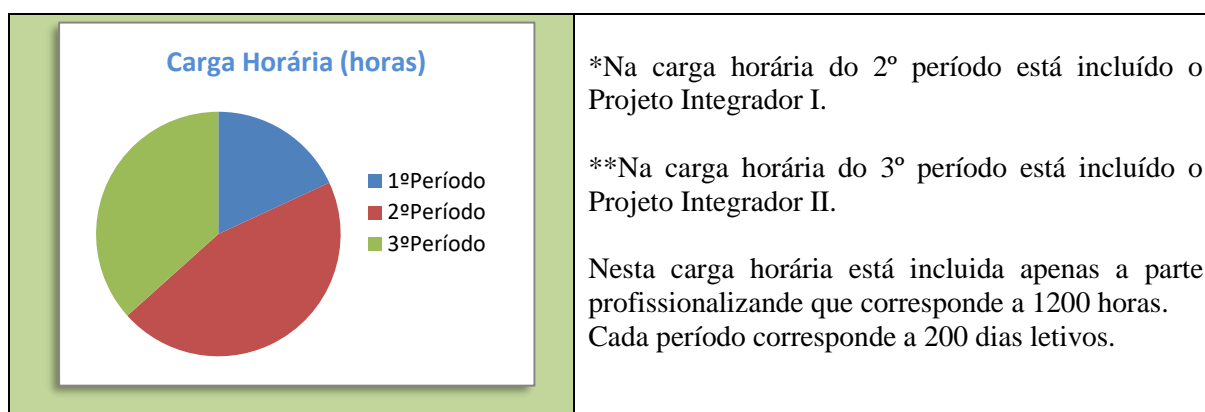 Carga Horária (horas)
1ºPeríodo
2ºPeríodo
3ºPeríodo
*Na carga horária do 2º período está incluído o
Projeto Integrador I.
**Na carga horária do 3º período está incluído o
Projeto Integrador II.
Nesta carga horária está incluida apenas a parte
profissionalizande que corresponde a 1200 horas.
Cada período corresponde a 200 dias letivos.